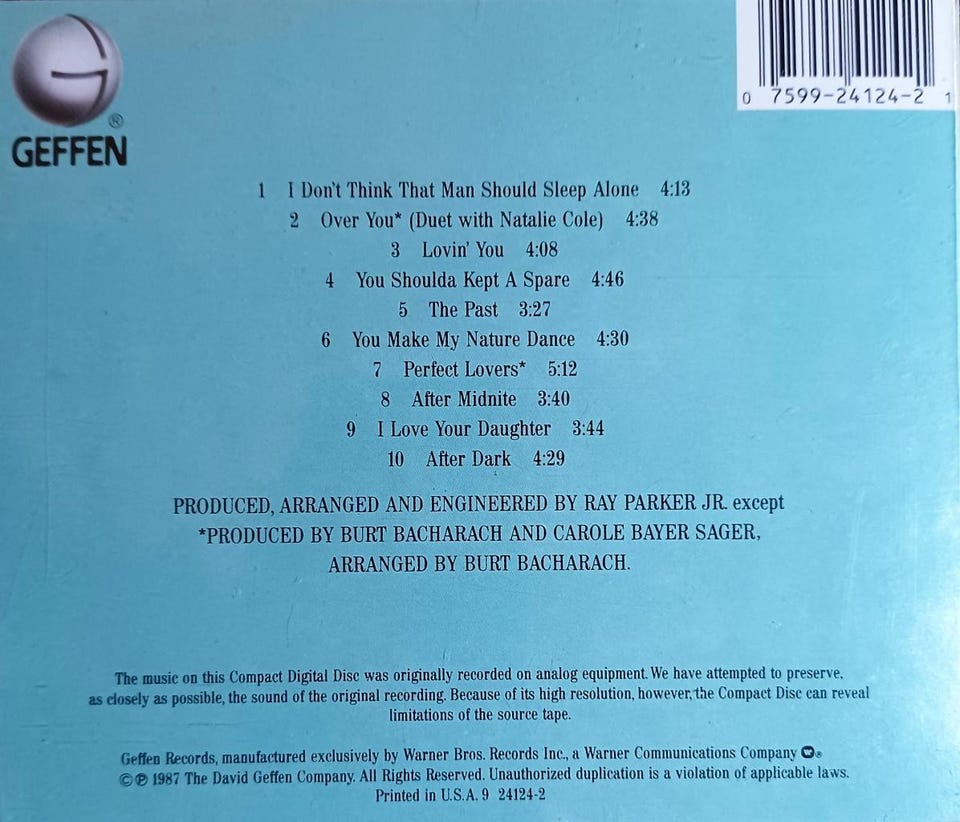 GEFFEN®
0 7599-24124-2 1
1 I Don't Think That Man Should Sleep Alone 4:13
2 Over You* (Duet with Natalie Cole) 4:38
3 Lovin' You 4:08
4 You Shoulda Kept A Spare 4:46
5 The Past 3:27
6 You Make My Nature Dance 4:30
7 Perfect Lovers* 5:12
8 After Midnite 3:40
9 I Love Your Daughter 3:44
10 After Dark 4:29
PRODUCED, ARRANGED AND ENGINEERED BY RAY PARKER JR. except
*PRODUCED BY BURT BACHARACH AND CAROLE BAYER SAGER,
ARRANGED BY BURT BACHARACH.
The music on this Compact Digital Disc was originally recorded on analog equipment. We have attempted to preserve,
as closely as possible, the sound of the original recording. Because of its high resolution, however, the Compact Disc can reveal
limitations of the source tape.
Geffen Records, manufactured exclusively by Warner Bros. Records Inc., a Warner Communications Company ®
© ℗ 1987 The David Geffen Company. All Rights Reserved. Unauthorized duplication is a violation of applicable laws.
Printed in U.S.A. 9 24124-2